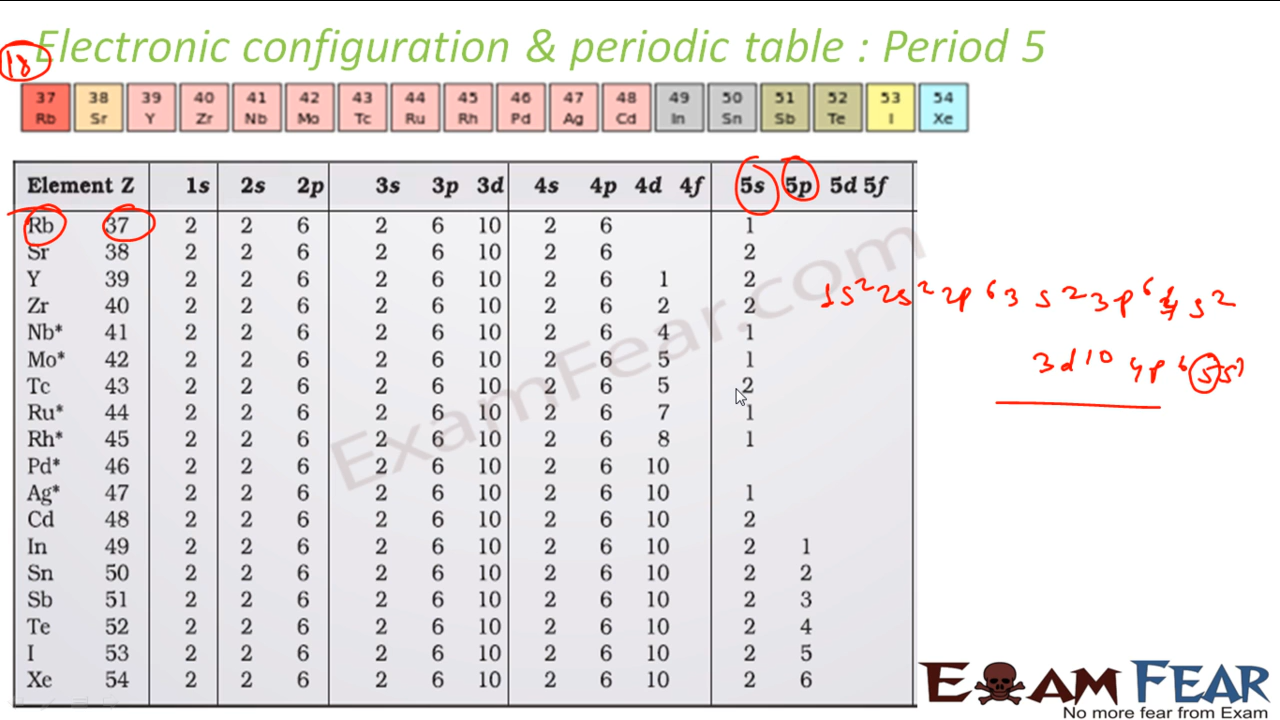 Electronic configuration & periodic table : Period 5
18
37 38 39 40 41 42 43 44 45 46 47 48 49 50 51 52 53 54
Rb Sr Y Zr Nb Mo Tc Ru Rh Pd Ag Cd In Sn Sb Te I Xe
Element Z 1s 2s 2p 3s 3p 3d 4s 4p 4d 4f 5s 5p 5d 5f
Rb 37 2 2 6 2 6 10 2 6 1
Sr 38 2 2 6 2 6 10 2 6 2
Y 39 2 2 6 2 6 10 2 6 1 2
Zr 40 2 2 6 2 6 10 2 6 2 2
Nb* 41 2 2 6 2 6 10 2 6 4 1
Mo* 42 2 2 6 2 6 10 2 6 5 1
Tc 43 2 2 6 2 6 10 2 6 5 2
Ru* 44 2 2 6 2 6 10 2 6 7 1
Rh* 45 2 2 6 2 6 10 2 6 8 1
Pd* 46 2 2 6 2 6 10 2 6 10
Ag* 47 2 2 6 2 6 10 2 6 10 1
Cd 48 2 2 6 2 6 10 2 6 10 2
In 49 2 2 6 2 6 10 2 6 10 2 1
Sn 50 2 2 6 2 6 10 2 6 10 2 2
Sb 51 2 2 6 2 6 10 2 6 10 2 3
Te 52 2 2 6 2 6 10 2 6 10 2 4
I 53 2 2 6 2 6 10 2 6 10 2 5
Xe 54 2 2 6 2 6 10 2 6 10 2 6
1s² 2s² 2p⁶ 3s² 3p⁶ 4s²
3d¹⁰ 4p⁶ 5s¹
ExamFear.com
EXAM FEAR
No more fear from Exam